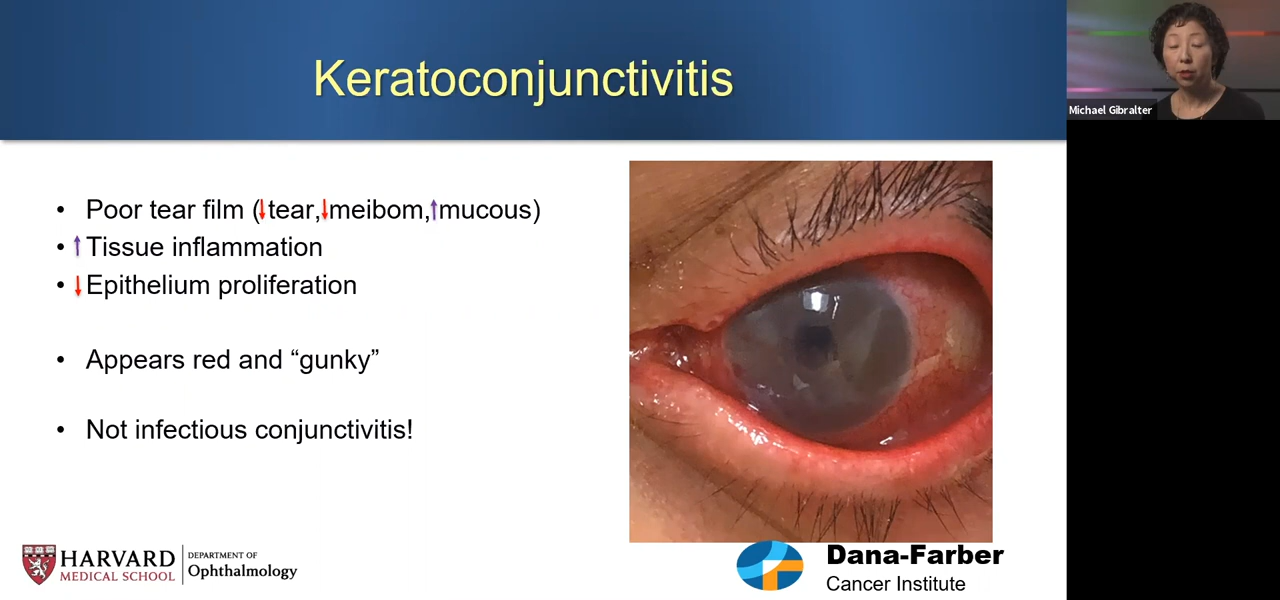 Keratoconjunctivitis
Michael Gibralter
• Poor tear film (↓tear,↓meibom,↑mucous)
• ↑Tissue inflammation
• ↓Epithelium proliferation
• Appears red and “gunky”
• Not infectious conjunctivitis!
HARVARD
MEDICAL SCHOOL
DEPARTMENT OF
Ophthalmology
Dana-Farber
Cancer Institute